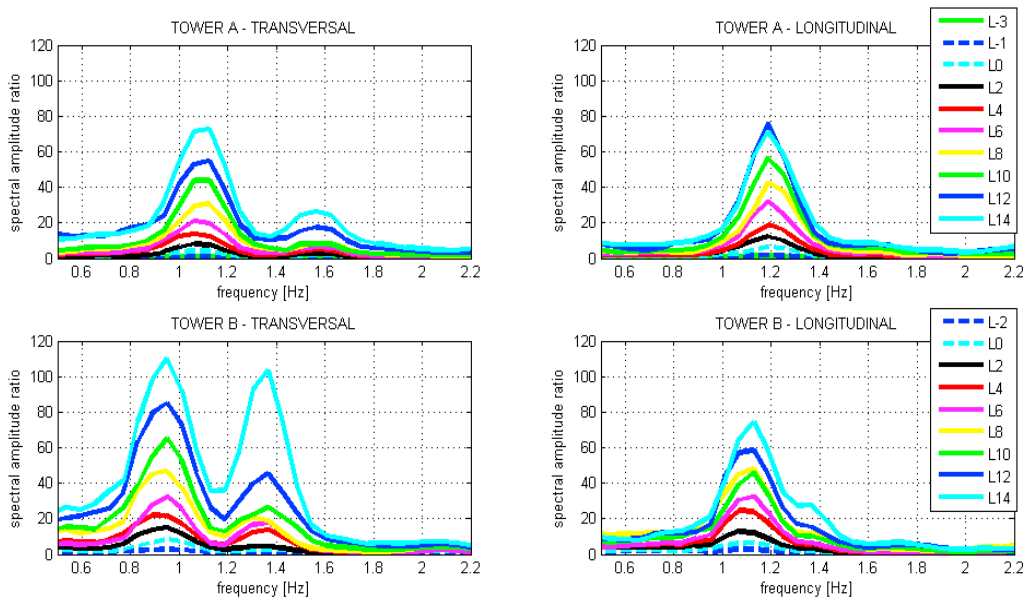 TOWER A - TRANSVERSAL
spectral amplitude ratio
120
100
80
60
40
20
0
0.6 0.8 1 1.2 1.4 1.6 1.8 2 2.2
frequency [Hz]
TOWER A - LONGITUDINAL
spectral amplitude ratio
120
100
80
60
40
20
0
0.6 0.8 1 1.2 1.4 1.6 1.8 2 2.2
frequency [Hz]
L-3
L-1
L0
L2
L4
L6
L8
L10
L12
L14
TOWER B - TRANSVERSAL
spectral amplitude ratio
120
100
80
60
40
20
0
0.6 0.8 1 1.2 1.4 1.6 1.8 2 2.2
frequency [Hz]
TOWER B - LONGITUDINAL
spectral amplitude ratio
120
100
80
60
40
20
0
0.6 0.8 1 1.2 1.4 1.6 1.8 2 2.2
frequency [Hz]
L-2
L0
L2
L4
L6
L8
L10
L12
L14